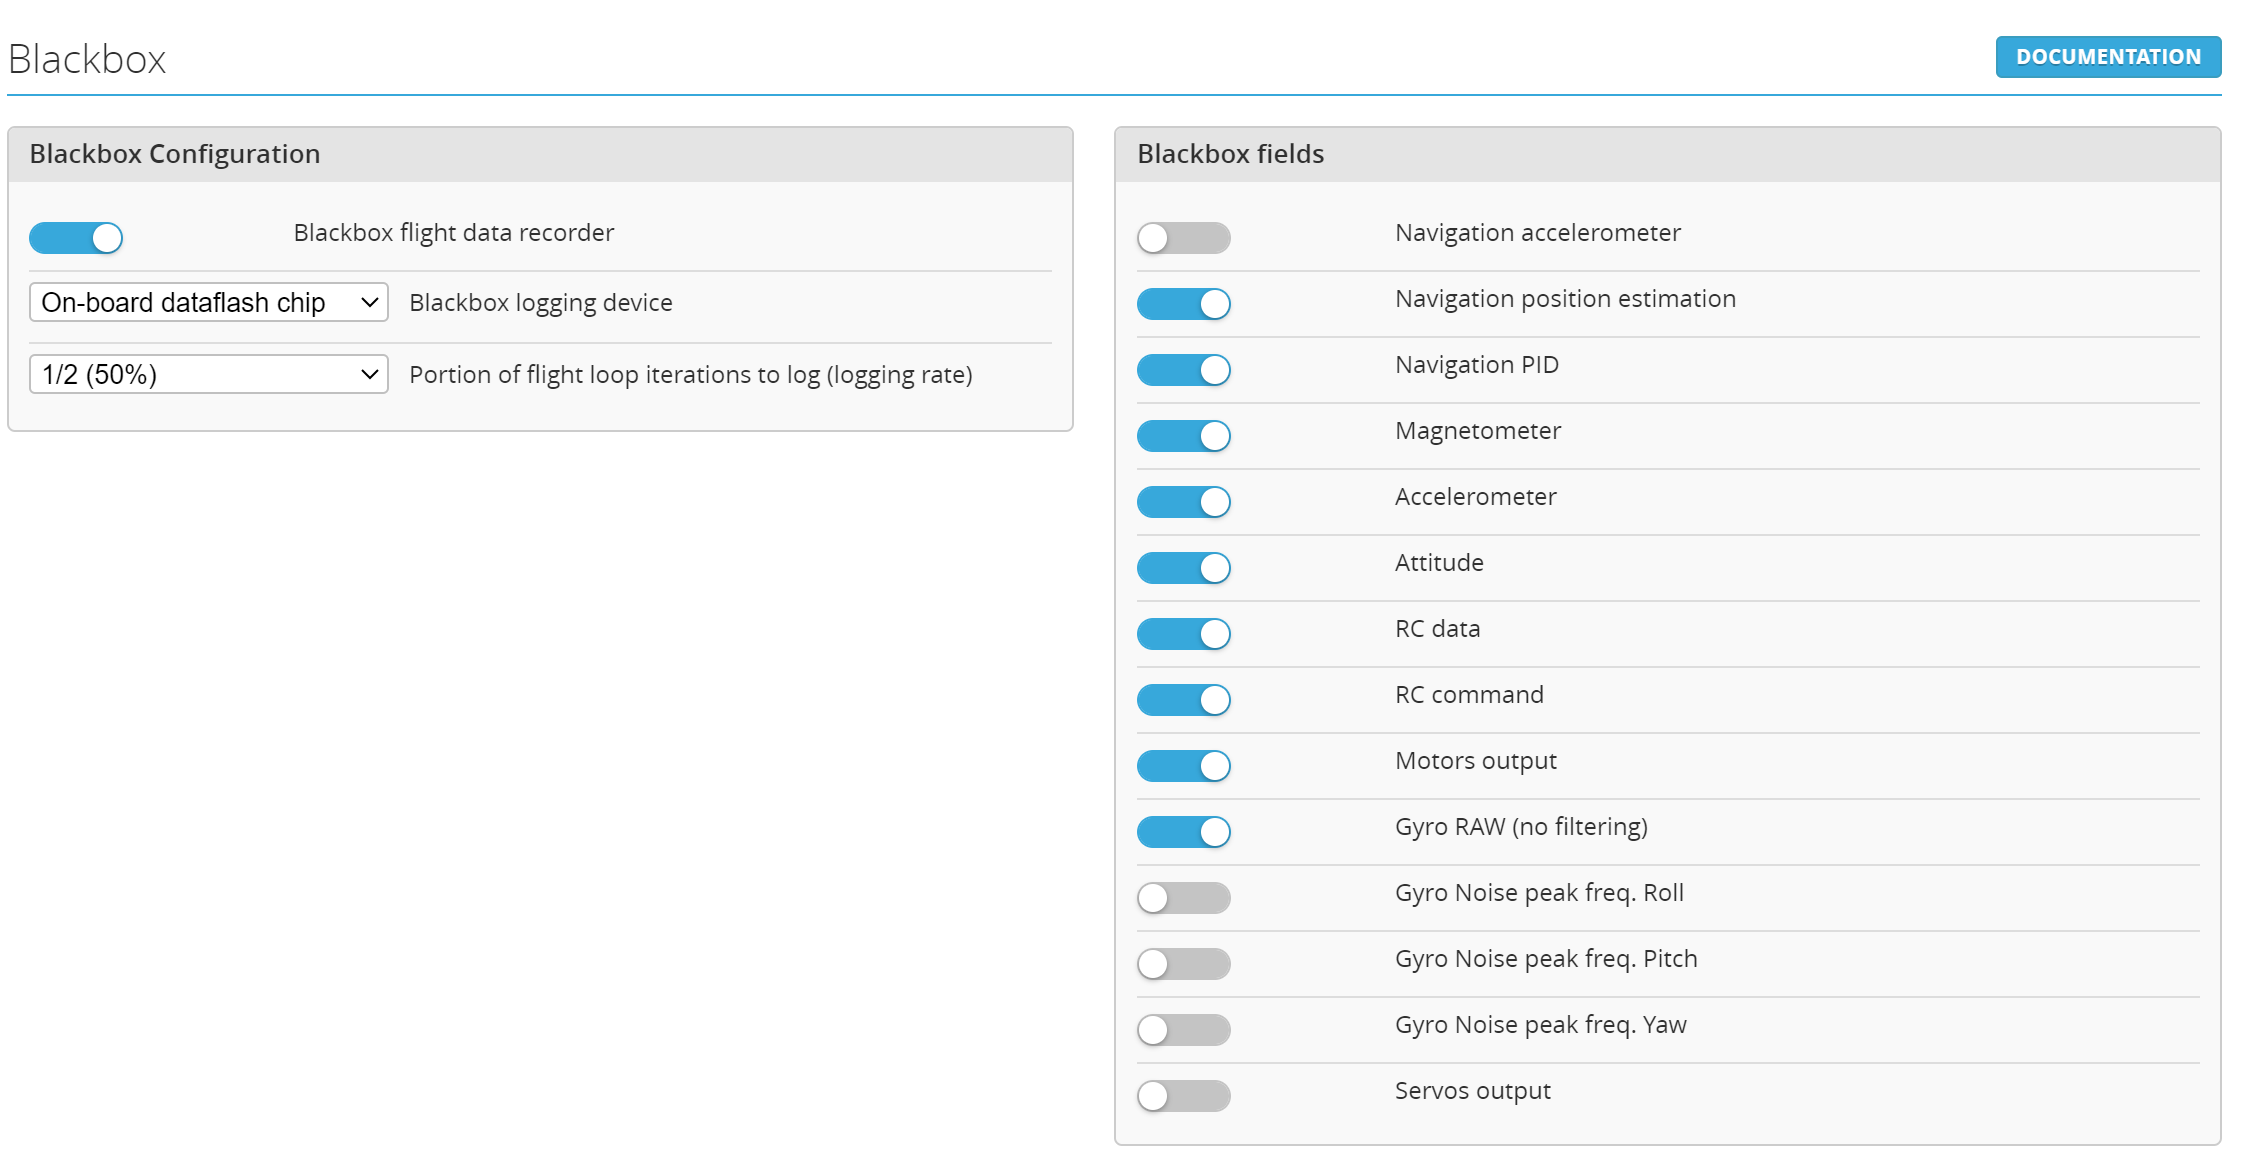 Blackbox
DOCUMENTATION
Blackbox Configuration
Blackbox flight data recorder
On-board dataflash chip
Blackbox logging device
1/2 (50%)
Portion of flight loop iterations to log (logging rate)
Blackbox fields
Navigation accelerometer
Navigation position estimation
Navigation PID
Magnetometer
Accelerometer
Attitude
RC data
RC command
Motors output
Gyro RAW (no filtering)
Gyro Noise peak freq. Roll
Gyro Noise peak freq. Pitch
Gyro Noise peak freq. Yaw
Servos output